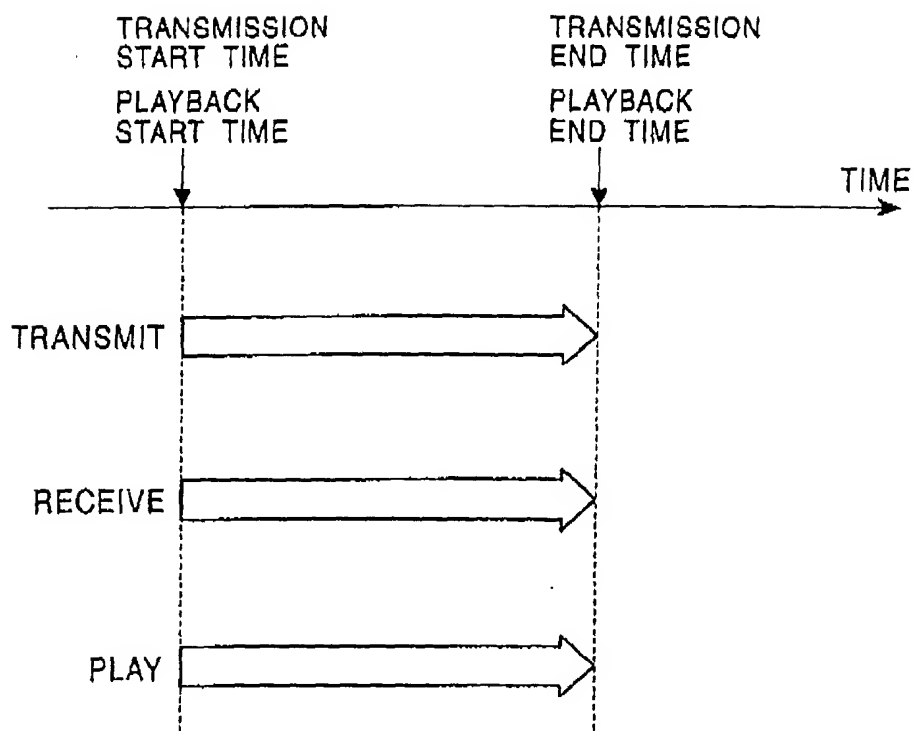 TRANSMISSION
START TIME
PLAYBACK
START TIME
TRANSMISSION
END TIME
PLAYBACK
END TIME
TIME
TRANSMIT
RECEIVE
PLAY